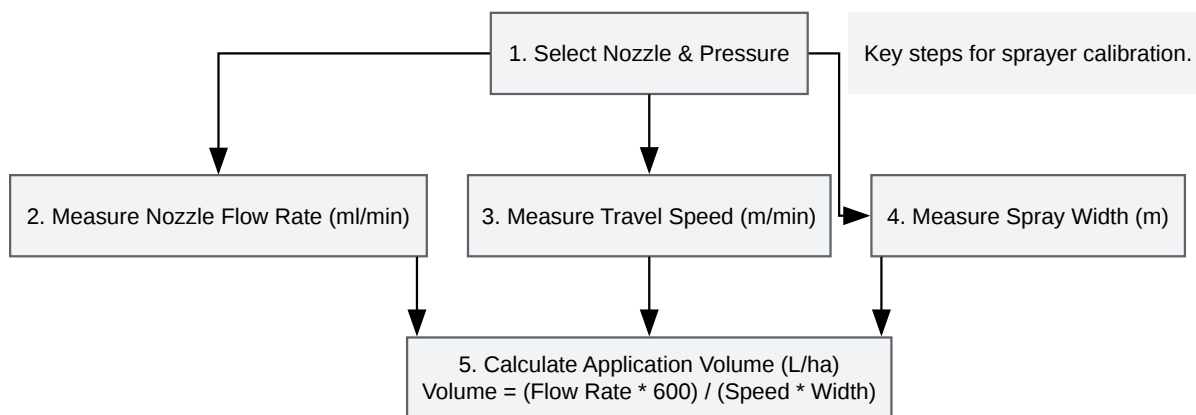 1. Select Nozzle & Pressure
Key steps for sprayer calibration.
2. Measure Nozzle Flow Rate (ml/min)
3. Measure Travel Speed (m/min)
4. Measure Spray Width (m)
5. Calculate Application Volume (L/ha)
Volume = (Flow Rate * 600) / (Speed * Width)